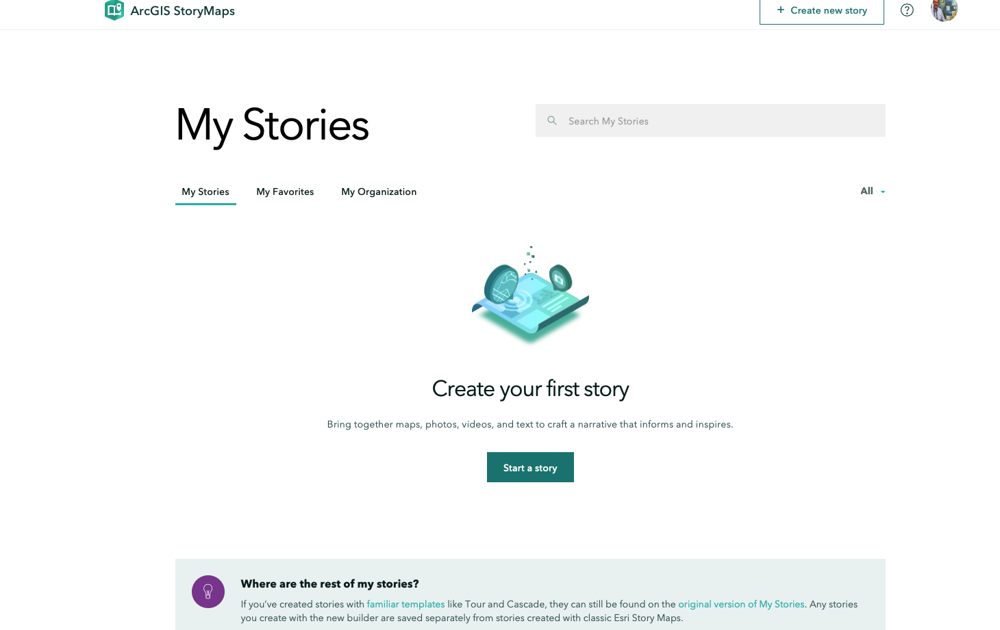 ArcGIS StoryMaps
+ Create new story
My Stories
Search My Stories
My Stories
My Favorites
My Organization
All
Create your first story
Bring together maps, photos, videos, and text to craft a narrative that informs and inspires.
Start a story
Where are the rest of my stories?
If you’ve created stories with familiar templates like Tour and Cascade, they can still be found on the original version of My Stories. Any stories
you create with the new builder are saved separately from stories created with classic Esri Story Maps.